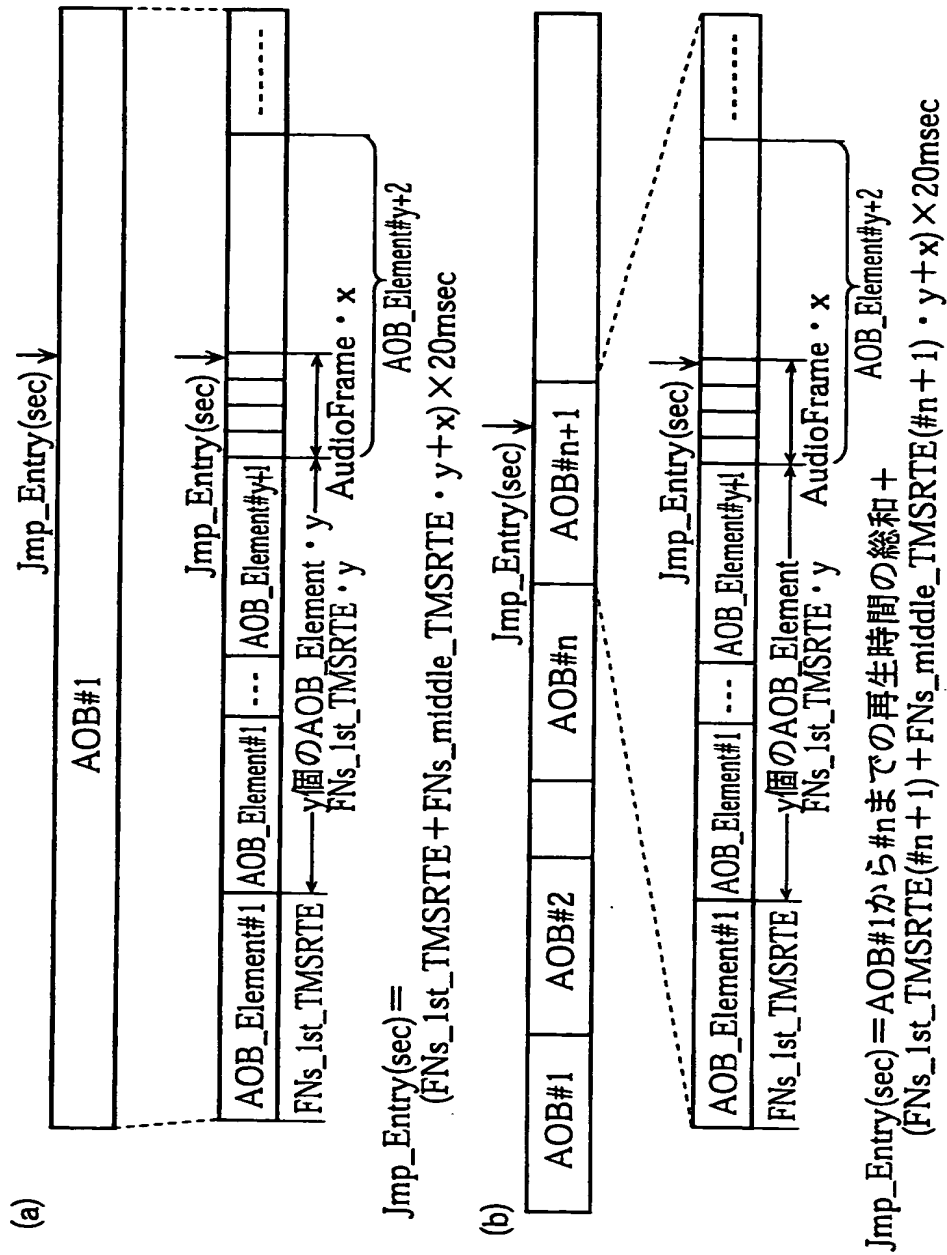 (a)
AOB#1
Jmp_Entry(sec)
Jmp_Entry(sec)
AOB_Element#1 AOB_Element#1 --- AOB_Element#y+1 -------
FNs_1st_TMSRTE
y個のAOB_Element・y
FNs_1st_TMSRTE・y
AudioFrame・x
AOB_Element#y+2
Jmp_Entry(sec)=
(FNs_1st_TMSRTE+FNs_middle_TMSRTE・y+x)×20msec
(b)
Jmp_Entry(sec)
AOB#1 AOB#2 AOB#n AOB#n+1
Jmp_Entry(sec)
AOB_Element#1 AOB_Element#1 --- AOB_Element#y+1 -------
FNs_1st_TMSRTE
y個のAOB_Element
FNs_1st_TMSRTE・y
AudioFrame・x
AOB_Element#y+2
Jmp_Entry(sec)=AOB#1から#nまでの再生時間の総和+
(FNs_1st_TMSRTE(#n+1)+FNs_middle_TMSRTE(#n+1)・y+x)×20msec